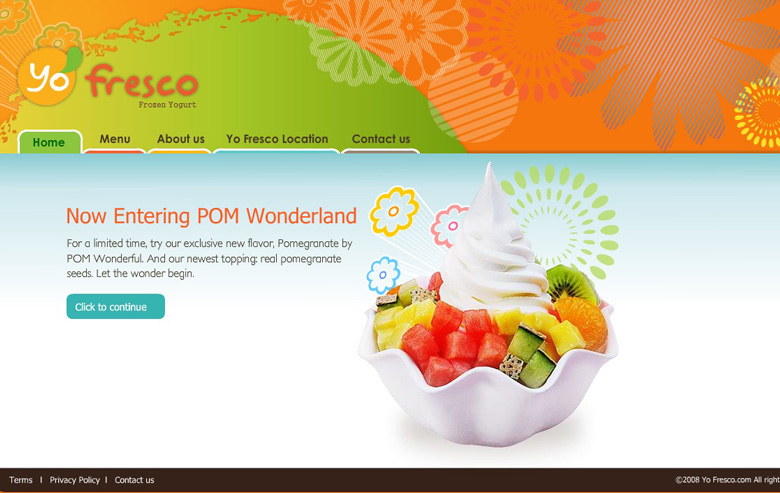 Yo fresco
Frozen Yogurt
Home
Menu
About us
Yo Fresco Location
Contact us
Now Entering POM Wonderland
For a limited time, try our exclusive new flavor, Pomegranate by
POM Wonderful. And our newest topping: real pomegranate
seeds. Let the wonder begin.
Click to continue
Terms | Privacy Policy | Contact us
©2008 Yo Fresco.com All right